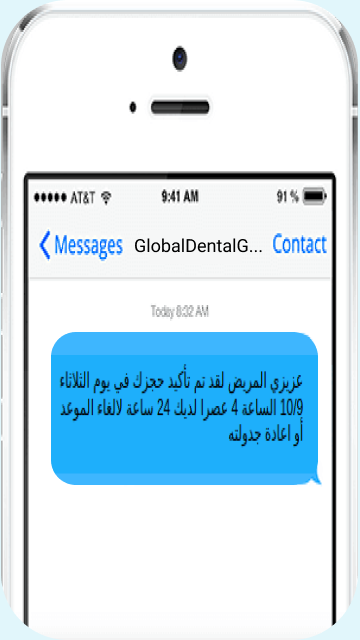 ●●●●● AT&T 9:41 AM 91 %
Messages GlobalDentalG... Contact
Today 8:32 AM
عزيزي المريض لقد تم تأكيد حجزك في يوم الثلاثاء
10/9 الساعة 4 عصرا لديك 24 ساعة لالغاء الموعد
أو اعادة جدولته